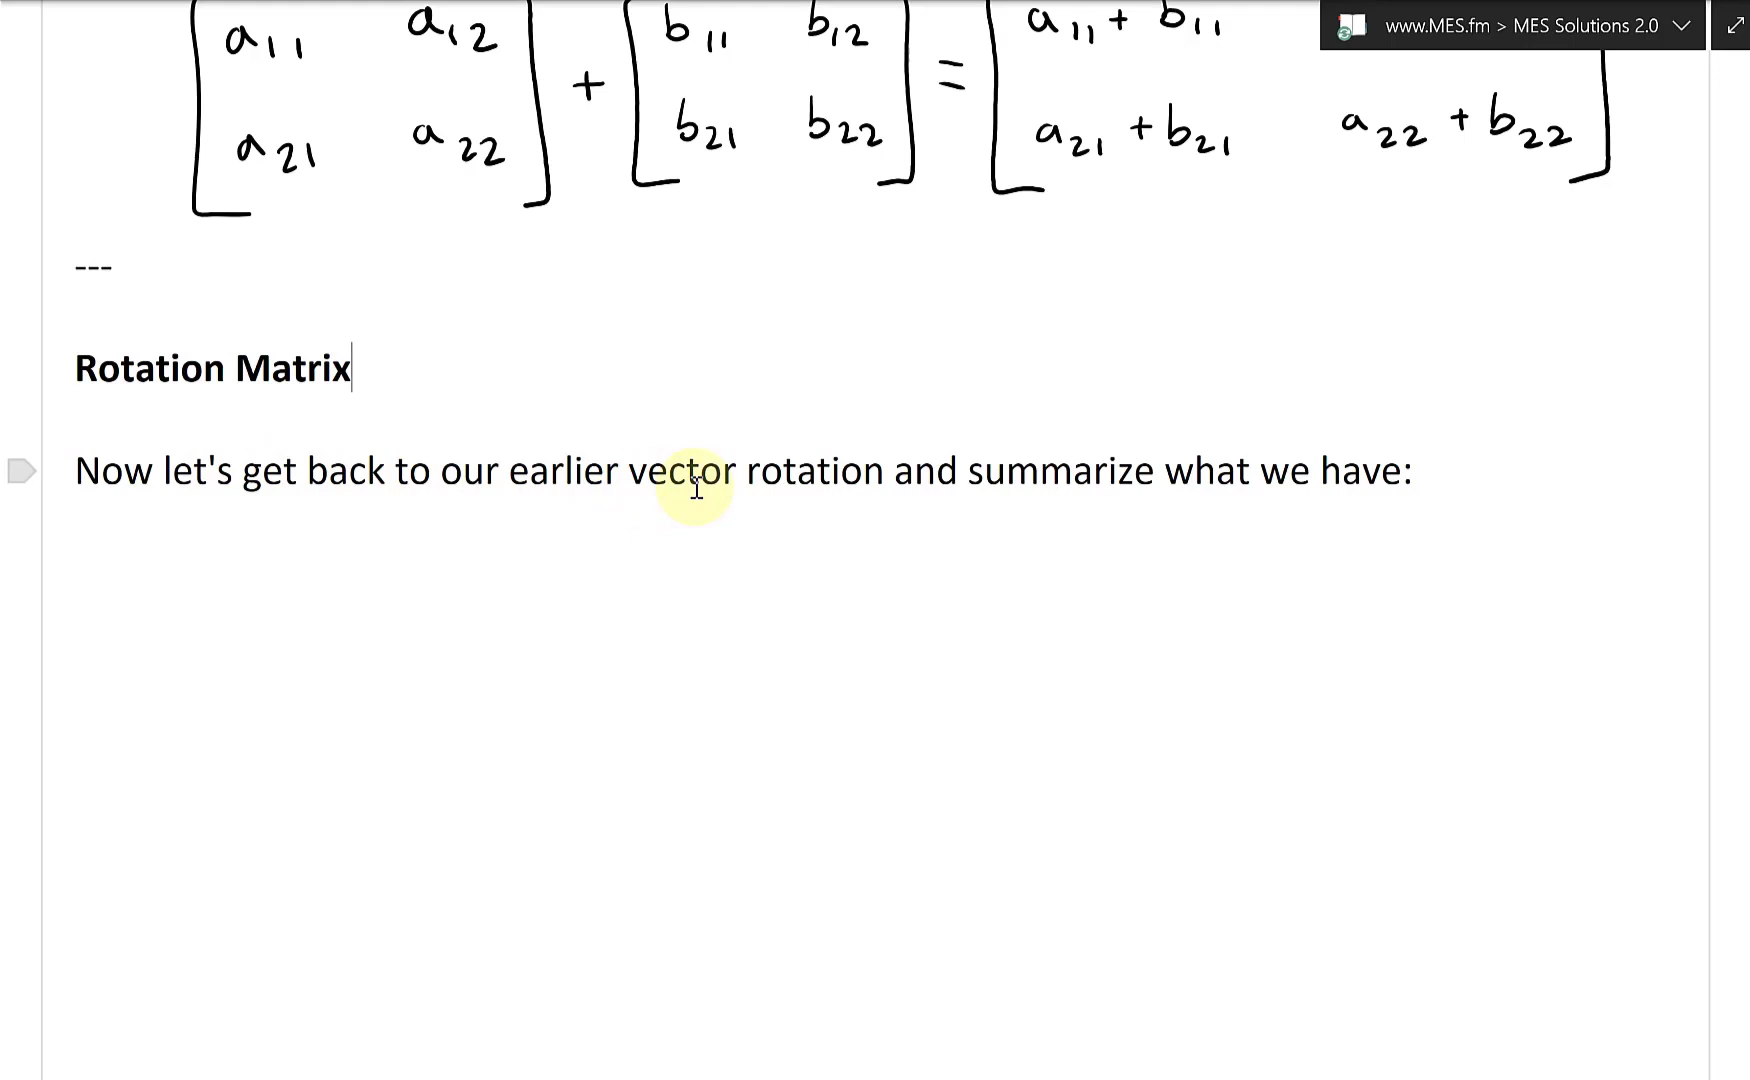 www.MES.fm > MES Solutions 2.0
a11 a12 + b11 b12 = a11 + b11
a21 a22 b21 b22 a21 + b21 a22 + b22
---
Rotation Matrix
Now let's get back to our earlier vector rotation and summarize what we have: